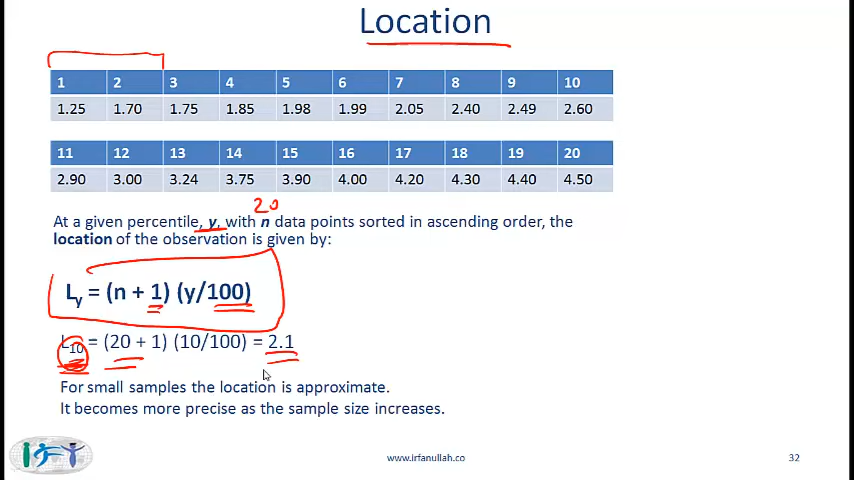 Location
1 2 3 4 5 6 7 8 9 10
1.25 1.70 1.75 1.85 1.98 1.99 2.05 2.40 2.49 2.60
11 12 13 14 15 16 17 18 19 20
2.90 3.00 3.24 3.75 3.90 4.00 4.20 4.30 4.40 4.50
20
At a given percentile, y, with n data points sorted in ascending order, the
location of the observation is given by:
Ly = (n + 1) (y/100)
L10 = (20 + 1) (10/100) = 2.1
For small samples the location is approximate.
It becomes more precise as the sample size increases.
www.irfanullah.co
32